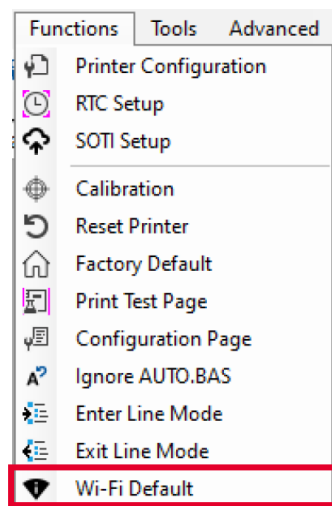 Functions Tools Advanced
Printer Configuration
RTC Setup
SOTI Setup
Calibration
Reset Printer
Factory Default
Print Test Page
Configuration Page
Ignore AUTO.BAS
Enter Line Mode
Exit Line Mode
Wi-Fi Default